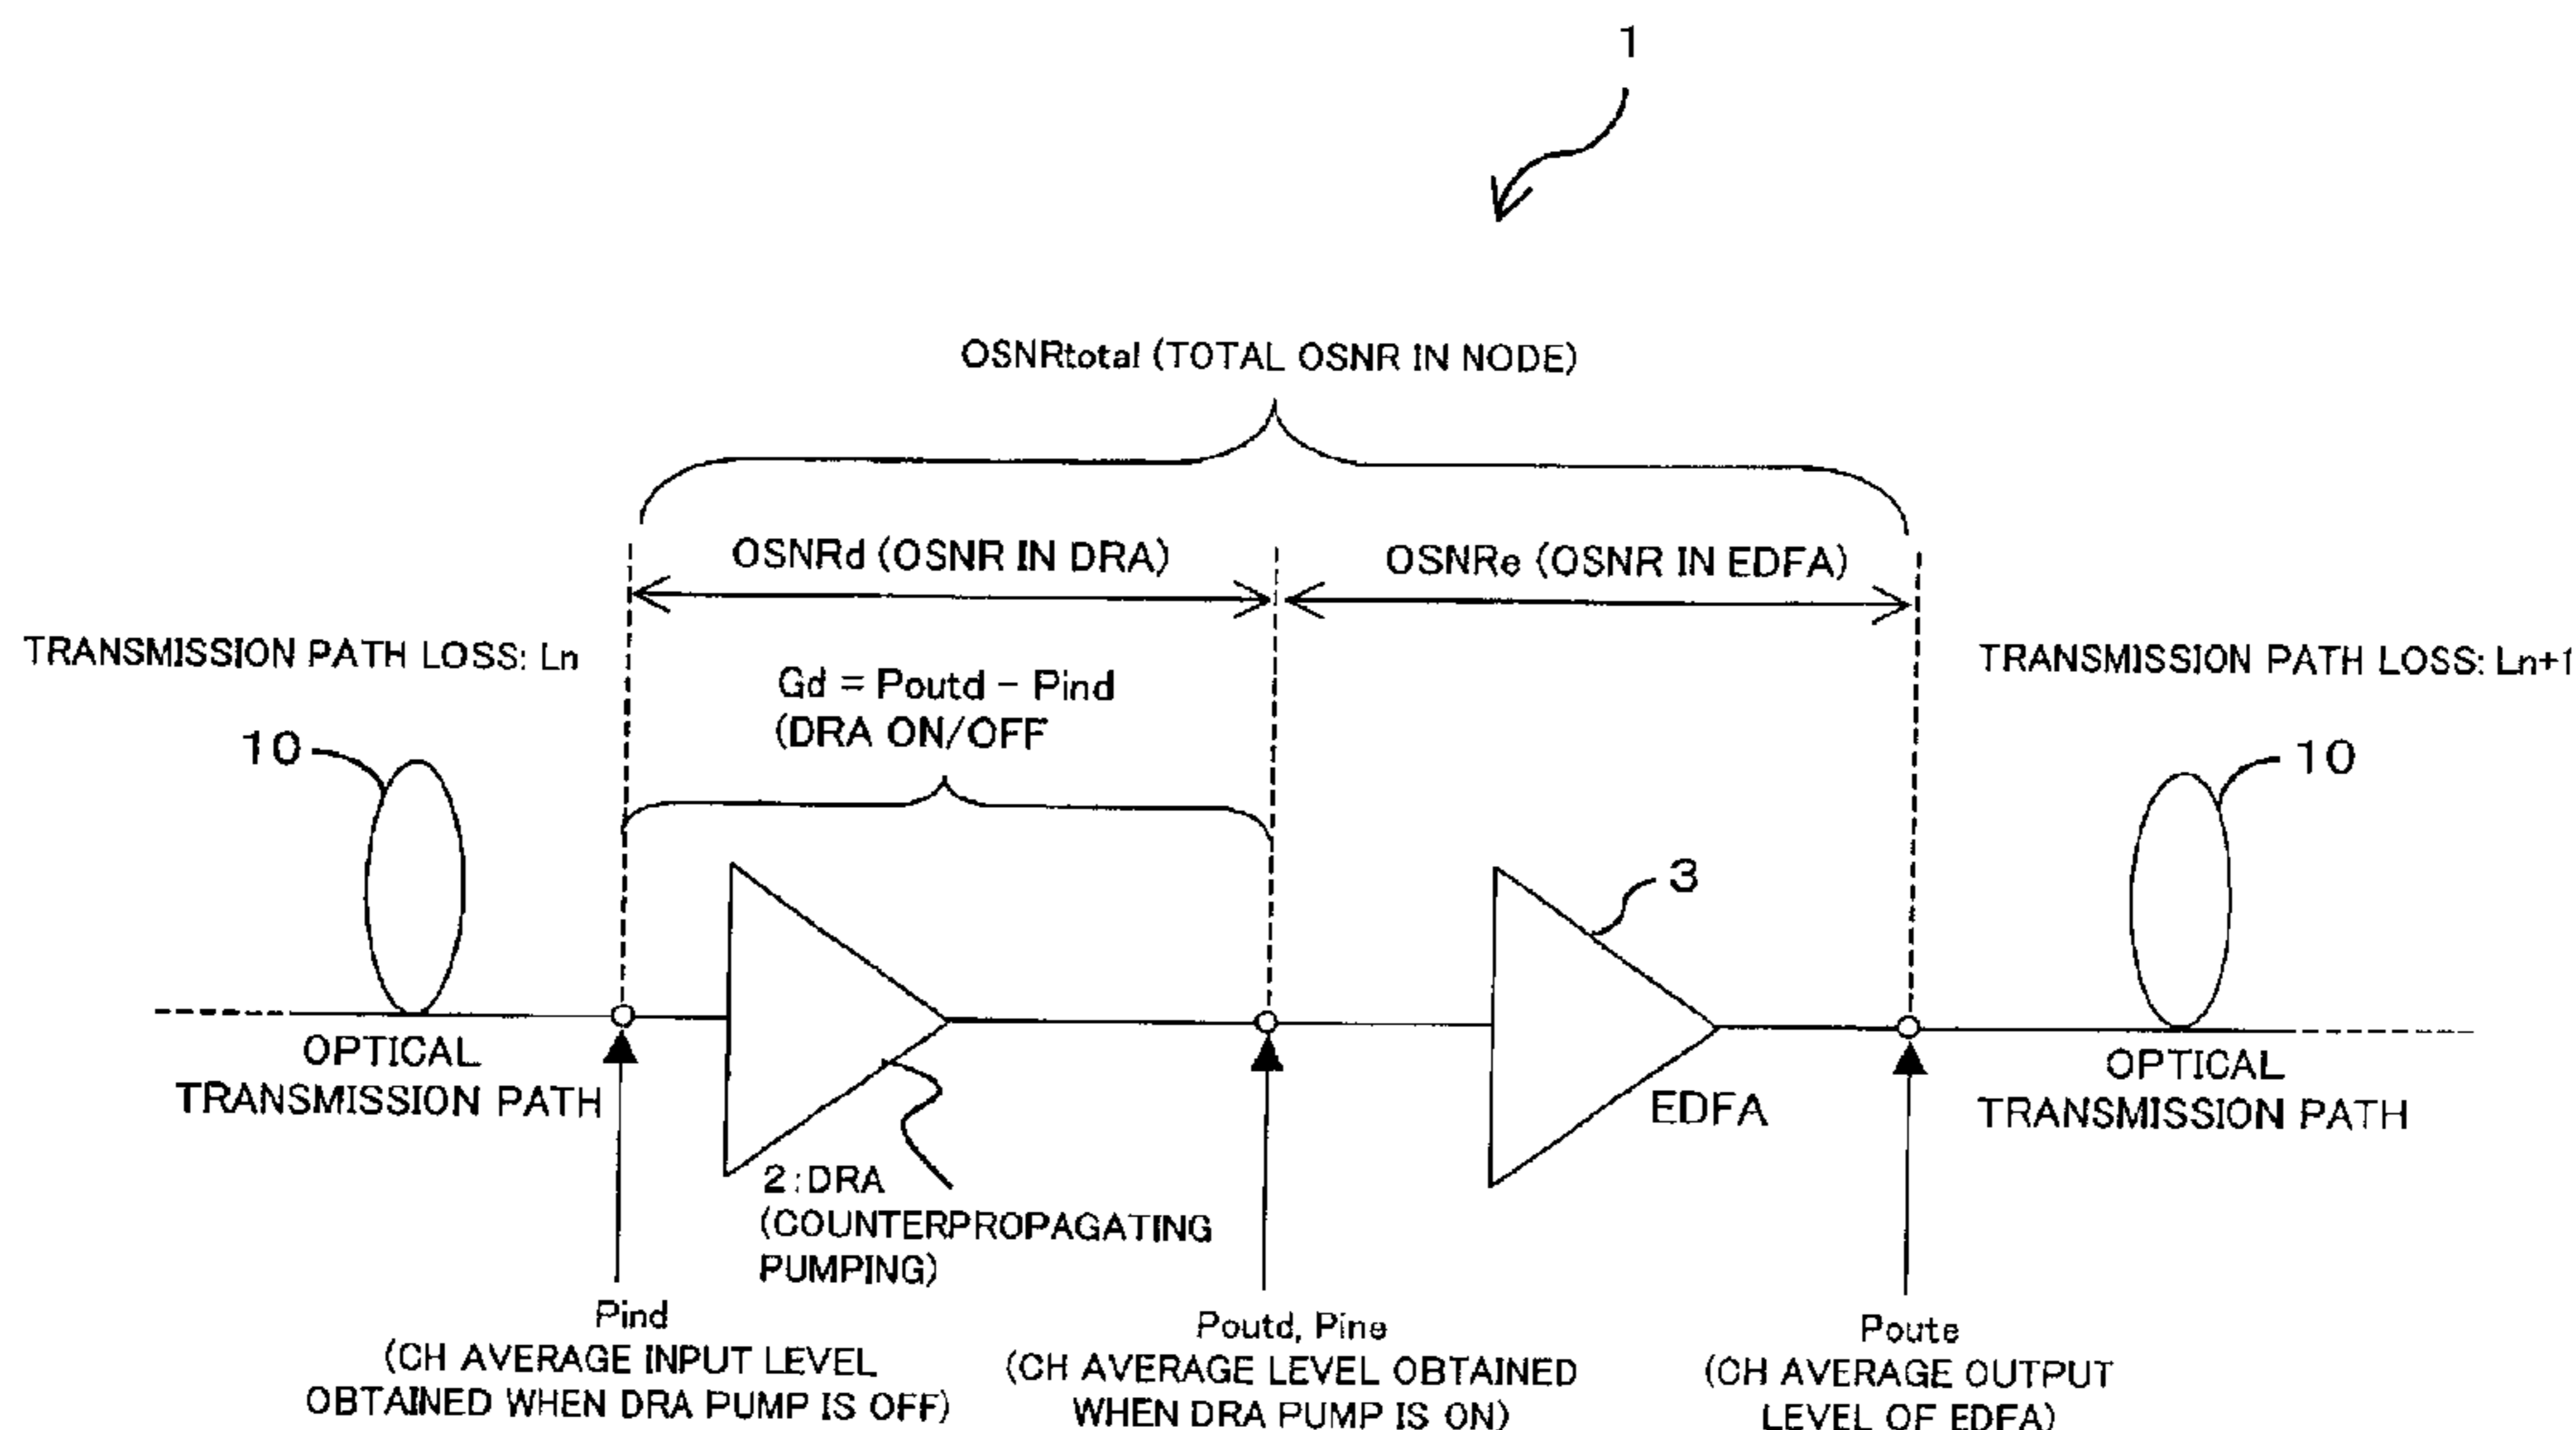 1
OSNRtotal (TOTAL OSNR IN NODE)
OSNRd (OSNR IN DRA)
OSNRe (OSNR IN EDFA)
TRANSMISSION PATH LOSS: Ln
TRANSMISSION PATH LOSS: Ln+1
Gd = Poutd - Pind
(DRA ON/OFF
10
10
3
OPTICAL
TRANSMISSION PATH
EDFA
OPTICAL
TRANSMISSION PATH
2:DRA
(COUNTERPROPAGATING
PUMPING)
Pind
(CH AVERAGE INPUT LEVEL
OBTAINED WHEN DRA PUMP IS OFF)
Poutd, Pine
(CH AVERAGE LEVEL OBTAINED
WHEN DRA PUMP IS ON)
Poute
(CH AVERAGE OUTPUT
LEVEL OF EDFA)